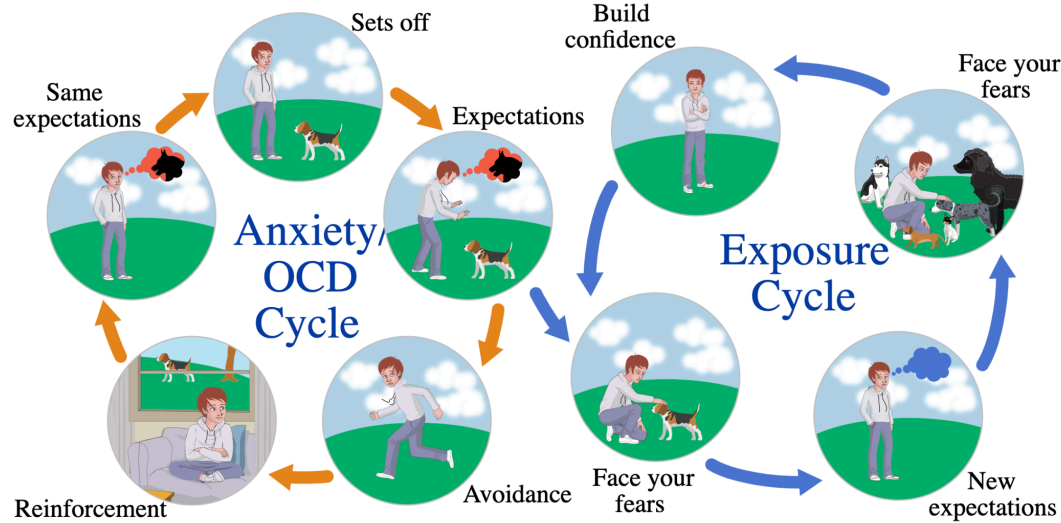 Sets off
Same
expectations
Expectations
Anxiety/
OCD
Cycle
Reinforcement
Avoidance
Build
confidence
Face your
fears
Exposure
Cycle
Face your
fears
New
expectations